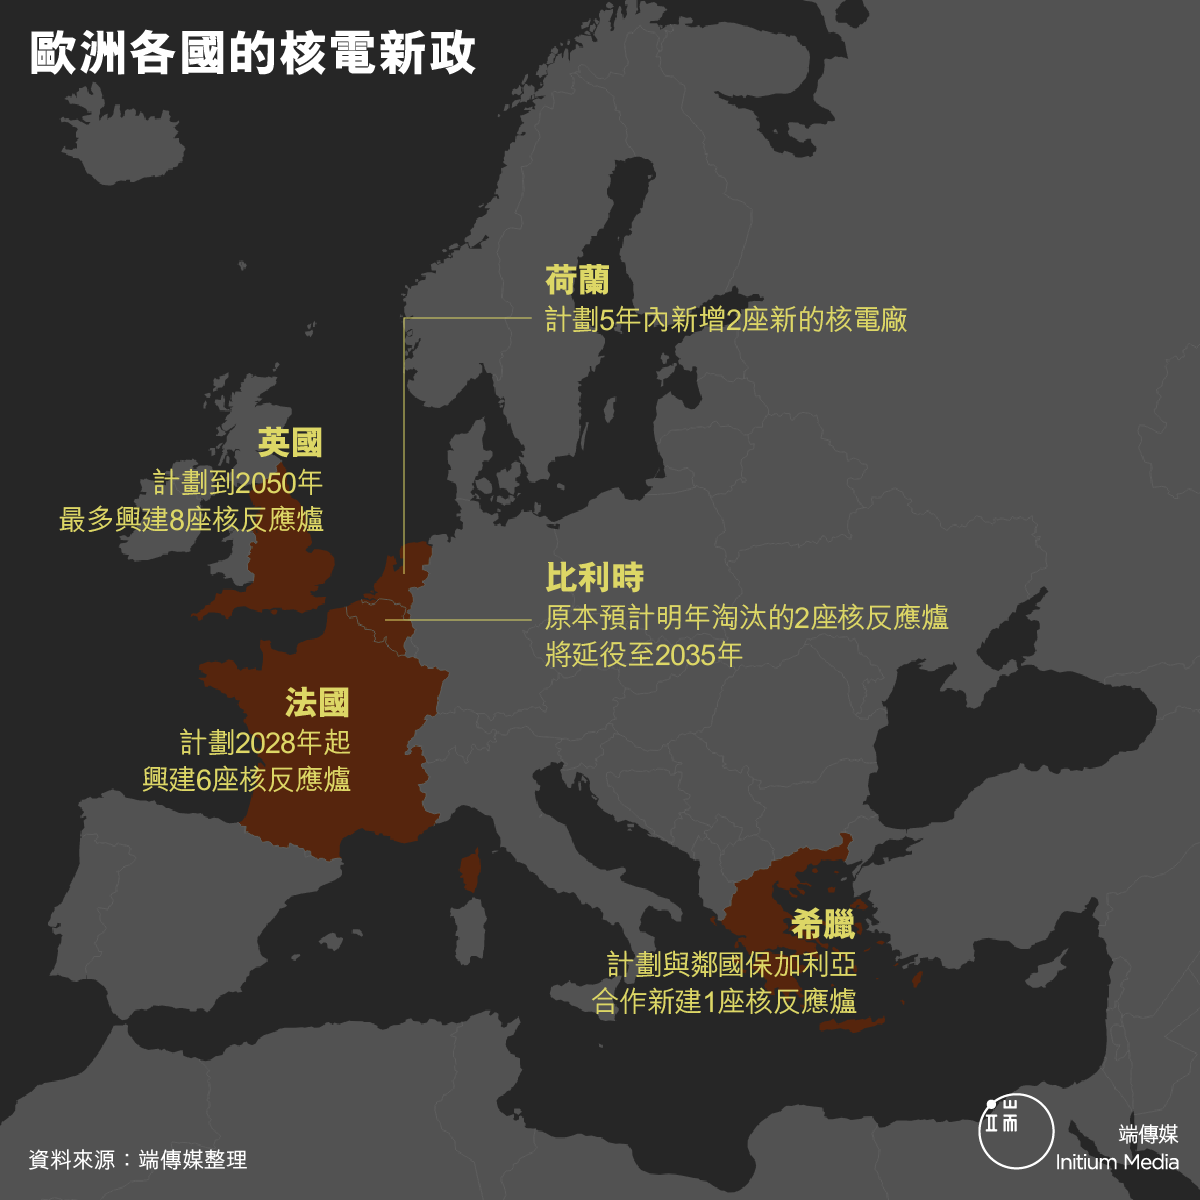 歐洲各國的核電新政
荷蘭
計劃5年內新增2座新的核電廠
英國
計劃到2050年
最多興建8座核反應爐
比利時
原本預計明年淘汰的2座核反應爐
將延役至2035年
法國
計劃2028年起
興建6座核反應爐
希臘
計劃與鄰國保加利亞
合作新建1座核反應爐
端
端傳媒
Initium Media
資料來源：端傳媒整理